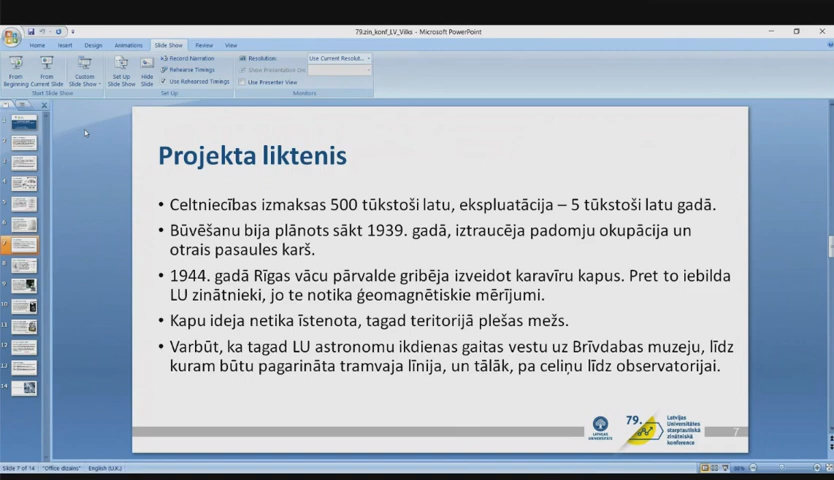 79.zin_konf_LV_Vilks - Microsoft PowerPoint
Home Insert Design Animations Slide Show Review View
From Beginning
From Current Slide
Custom Slide Show
Set Up Slide Show
Hide Slide
Record Narration
Rehearse Timings
Use Rehearsed Timings
Resolution: Use Current Resolut...
Show Presentation On:
Use Presenter View
Start Slide Show
Set Up
Monitors
Projekta liktenis
• Celtniecības izmaksas 500 tūkstoši latu, ekspluatācija – 5 tūkstoši latu gadā.
• Būvēšanu bija plānots sākt 1939. gadā, iztraucēja padomju okupācija un
otrais pasaules karš.
• 1944. gadā Rīgas vācu pārvalde gribēja izveidot karavīru kapus. Pret to iebilda
LU zinātnieki, jo te notika ģeomagnētiskie mērījumi.
• Kapu ideja netika īstenota, tagad teritorijā plešas mežs.
• Varbūt, ka tagad LU astronomu ikdienas gaitas vestu uz Brīvdabas muzeju, līdz
kuram būtu pagarināta tramvaja līnija, un tālāk, pa celiņu līdz observatorijai.
LATVIJAS
UNIVERSITĀTE
79.
Latvijas
Universitātes
starptautiskā
zinātniskā
konference
7
Slide 7 of 14 "Office dizains" English (U.K.)